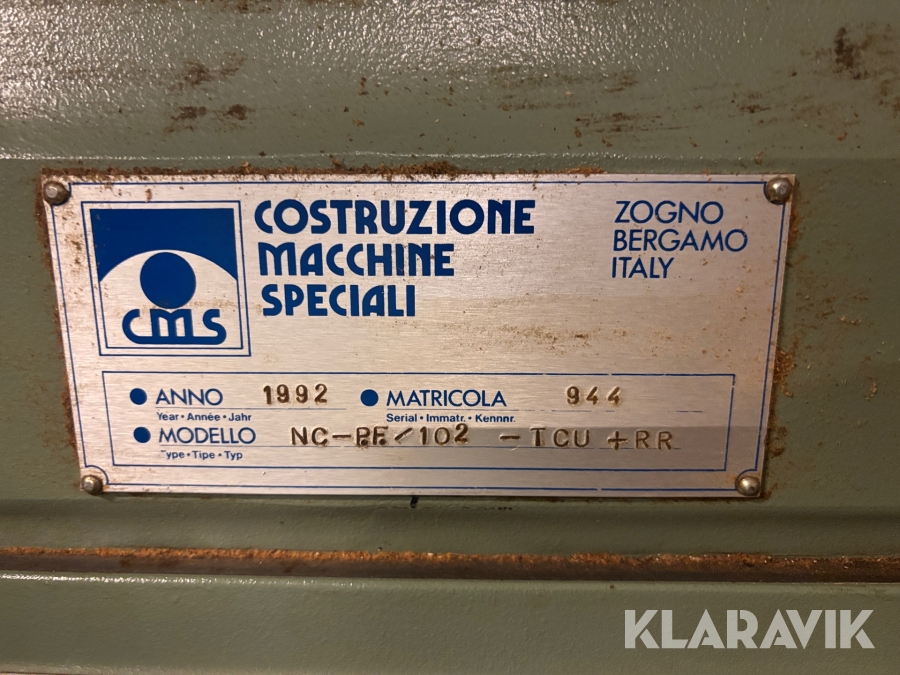 COSTRUZIONE
MACCHINE
SPECIALI
ZOGNO
BERGAMO
ITALY
CMS
ANNO 1992 MATRICOLA 944
Year • Année • Jahr Serial • Immatr. • Kennnr.
MODELLO NC-PF/102 -TCU +RR
Type • Tipe • Typ
KLARAVIK